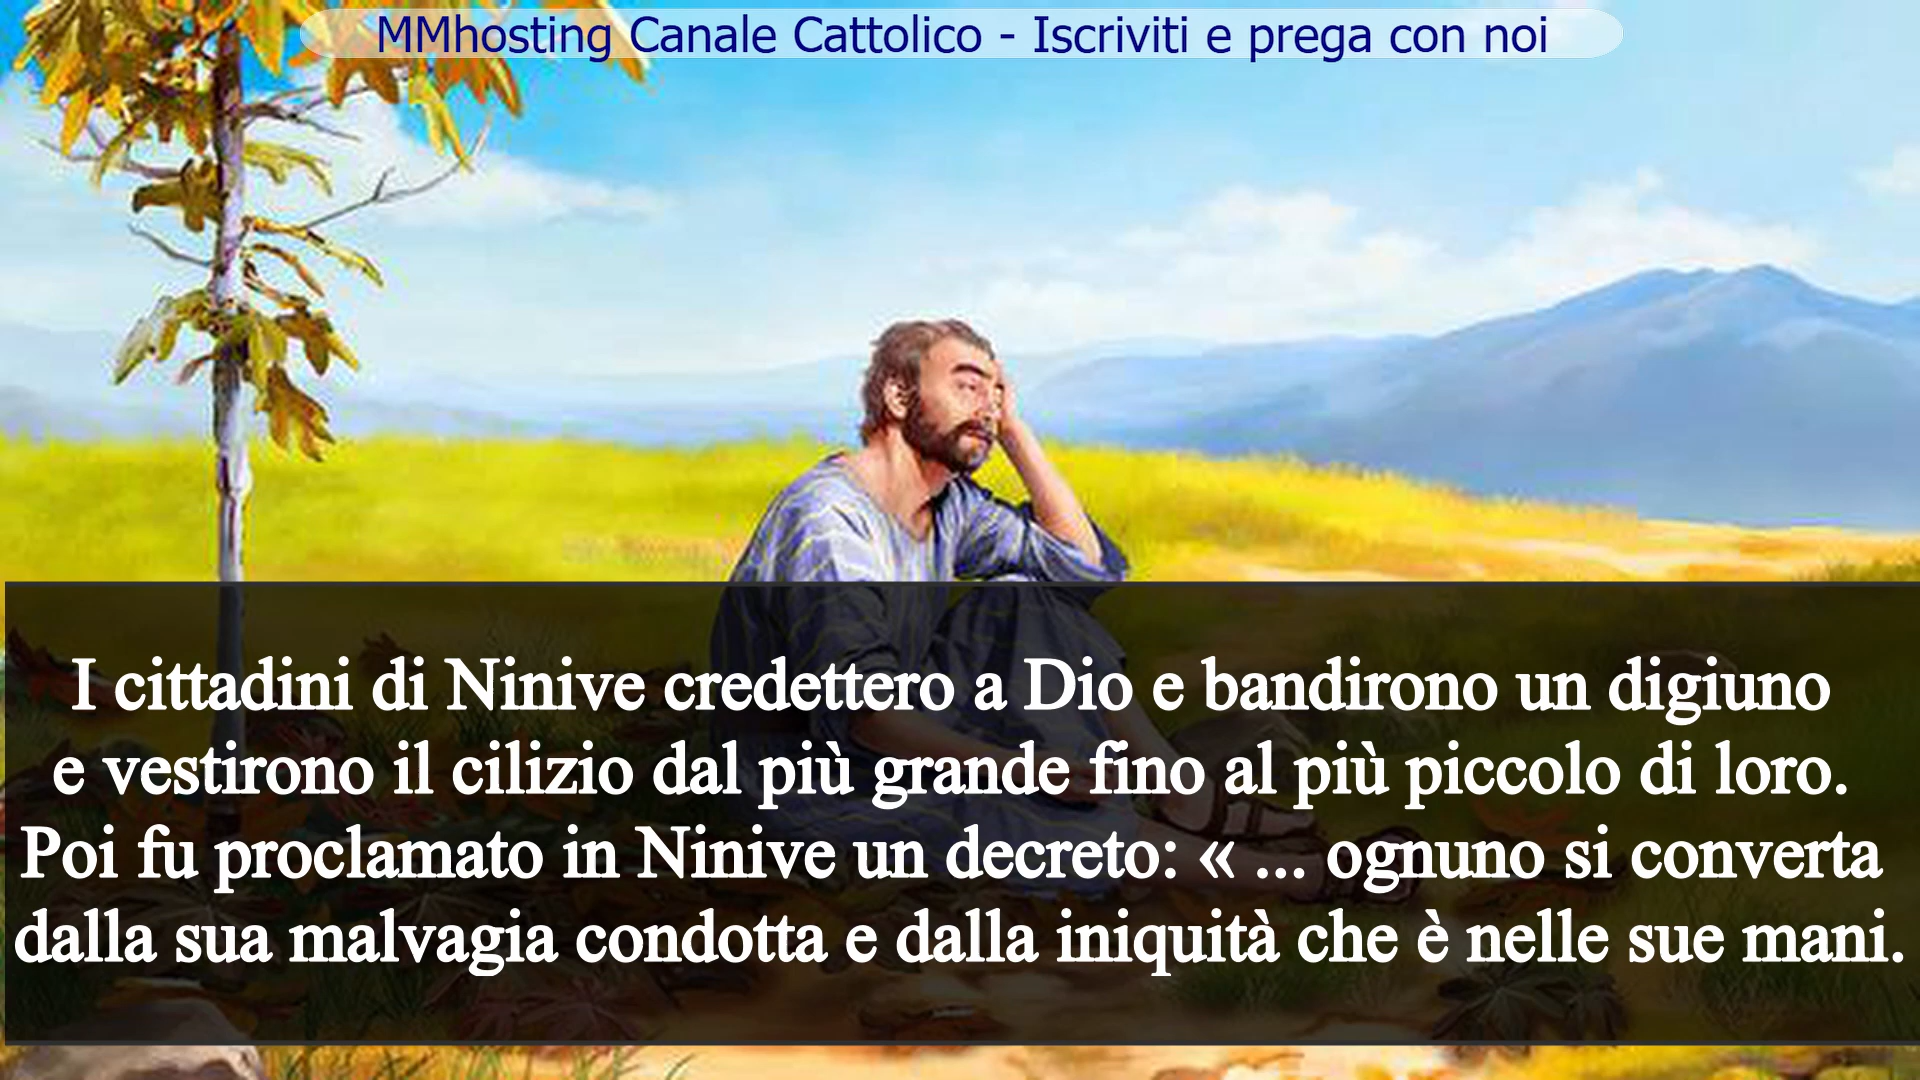 MMhosting Canale Cattolico - Iscriviti e prega con noi
I cittadini di Ninive credettero a Dio e bandirono un digiuno
e vestirono il cilizio dal più grande fino al più piccolo di loro.
Poi fu proclamato in Ninive un decreto: « ... ognuno si converta
dalla sua malvagia condotta e dalla iniquità che è nelle sue mani.